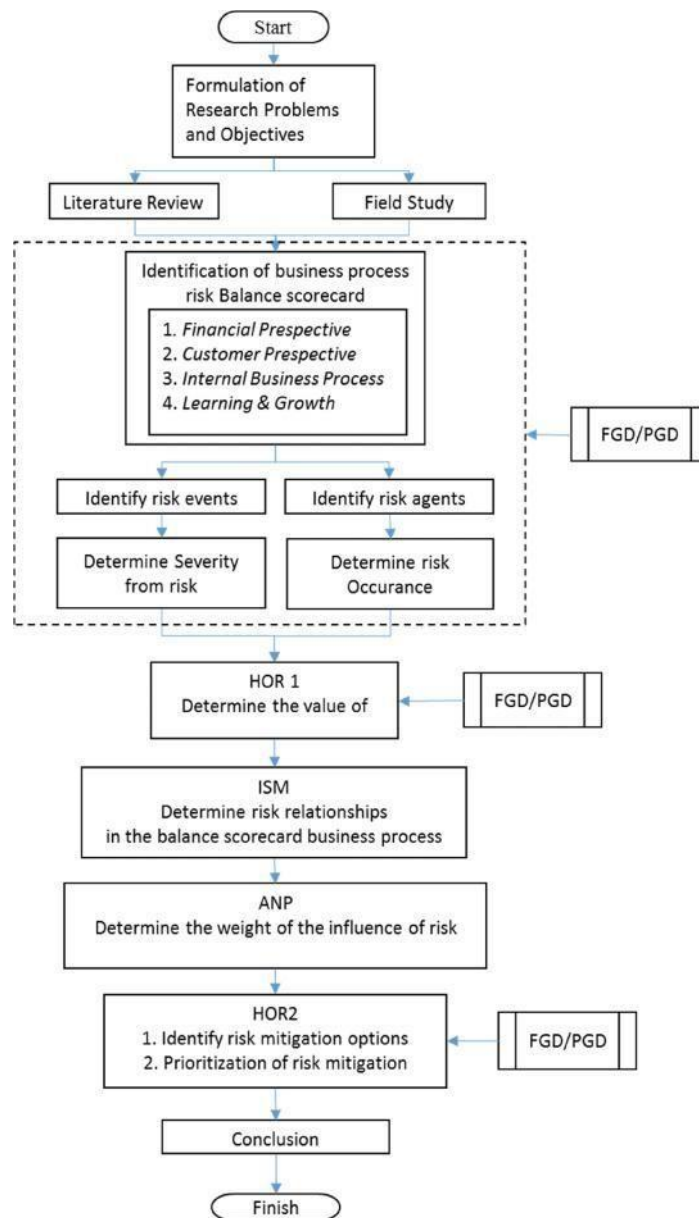 Start
Formulation of
Research Problems
and Objectives
Literature Review
Field Study
Identification of business process
risk Balance scorecard
1. Financial Prespective
2. Customer Prespective
3. Internal Business Process
4. Learning & Growth
FGD/PGD
Identify risk events
Identify risk agents
Determine Severity
from risk
Determine risk
Occurance
HOR 1
Determine the value of
FGD/PGD
ISM
Determine risk relationships
in the balance scorecard business process
ANP
Determine the weight of the influence of risk
HOR2
1. Identify risk mitigation options
2. Prioritization of risk mitigation
FGD/PGD
Conclusion
Finish